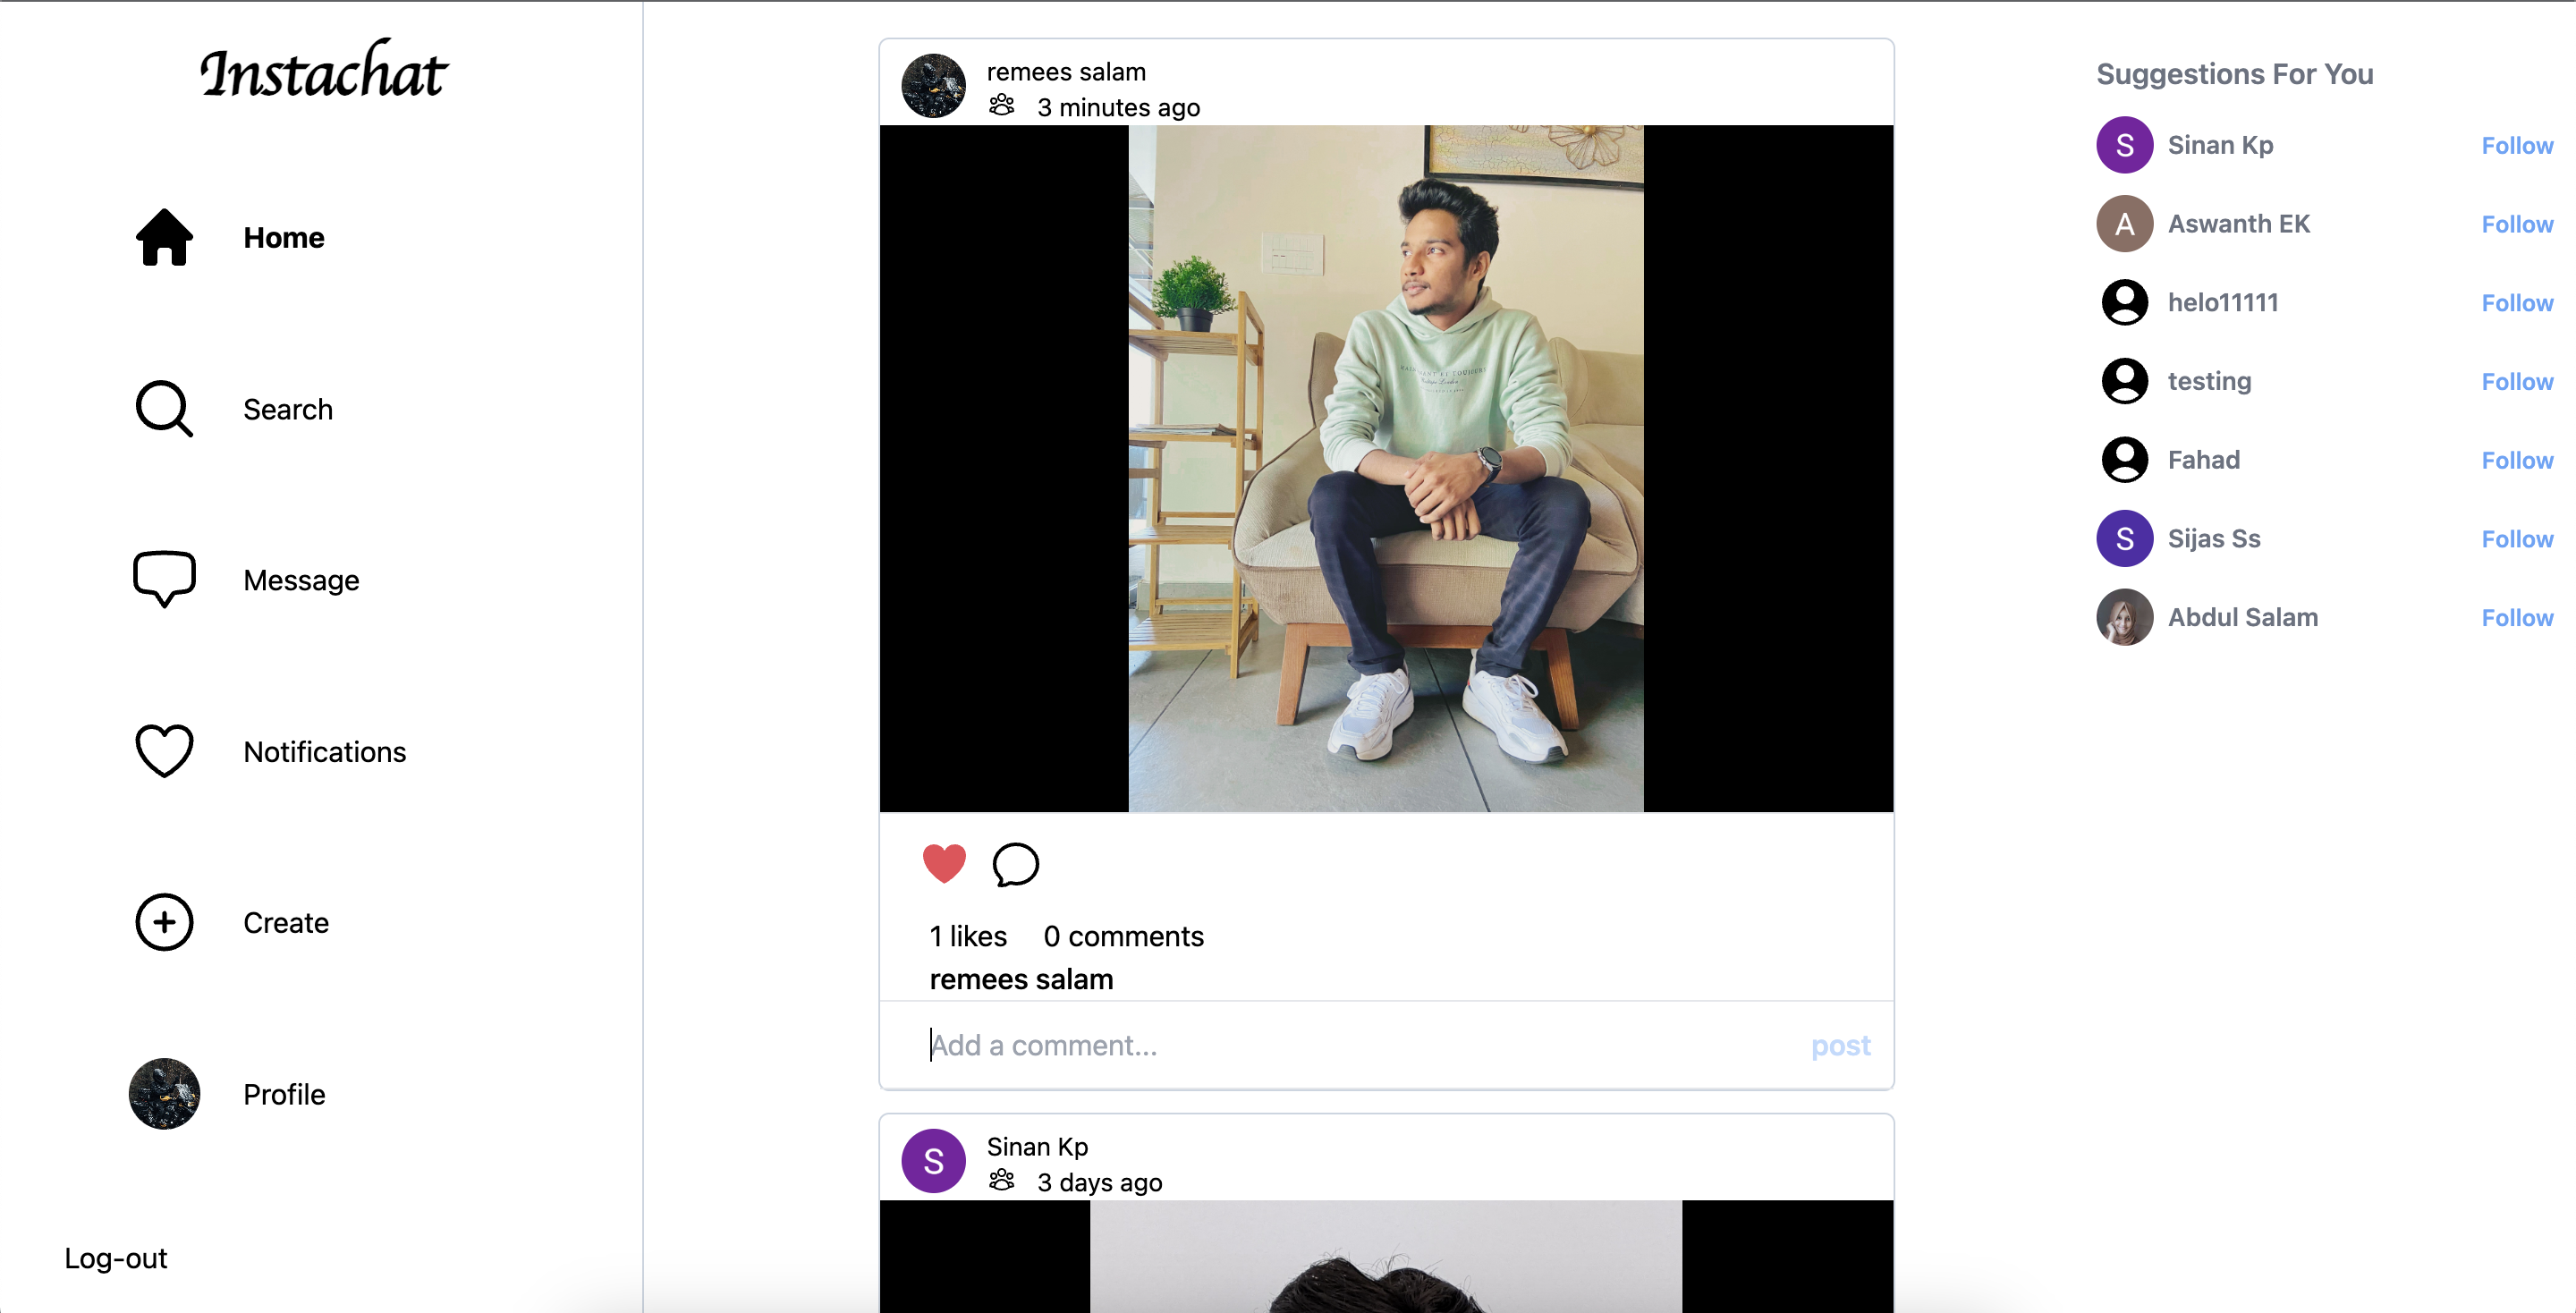 Instachat
Home
Search
Message
Notifications
Create
Profile
Log-out
remees salam
3 minutes ago
1 likes 0 comments
remees salam
Add a comment...
post
S
Sinan Kp
3 days ago
Suggestions For You
S Sinan Kp Follow
A Aswanth EK Follow
helo11111 Follow
testing Follow
Fahad Follow
S Sijas Ss Follow
Abdul Salam Follow